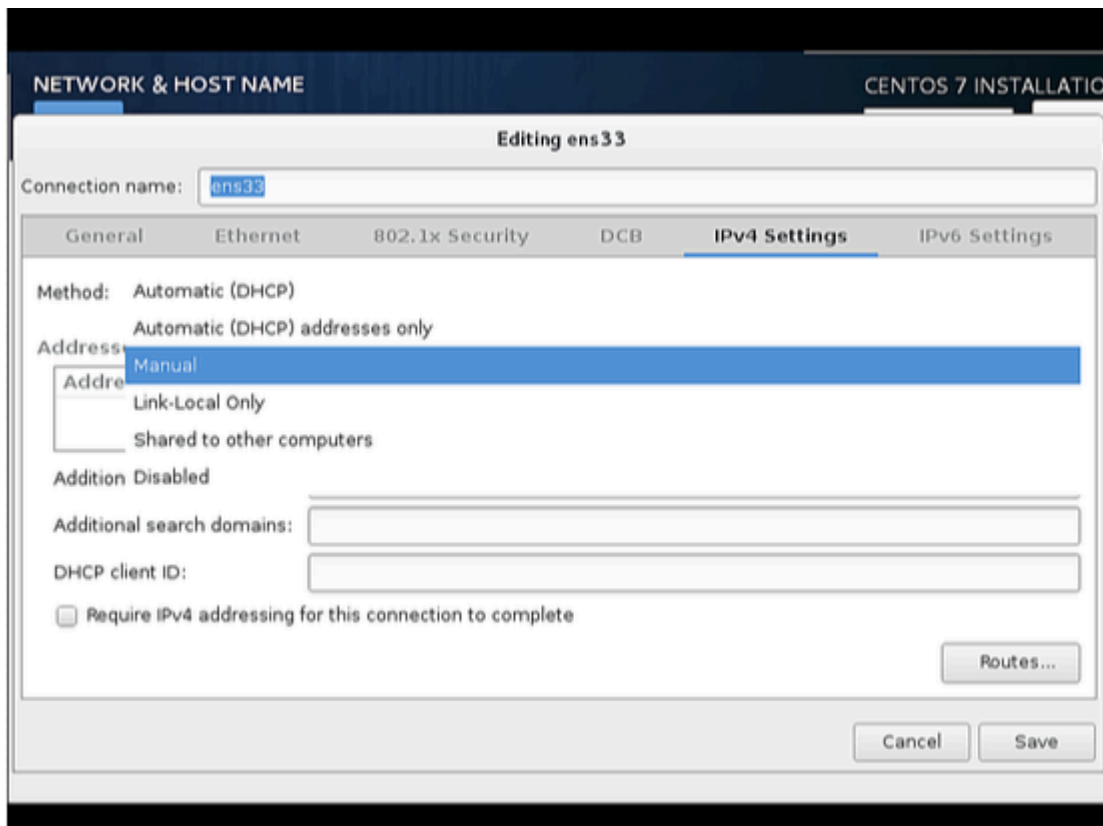 NETWORK & HOST NAME
CENTOS 7 INSTALLATIO
Editing ens33
Connection name: ens33
General Ethernet 802.1x Security DCB IPv4 Settings IPv6 Settings
Method: Automatic (DHCP)
Automatic (DHCP) addresses only
Address
Manual
Addre
Link-Local Only
Shared to other computers
Addition Disabled
Additional search domains:
DHCP client ID:
Require IPv4 addressing for this connection to complete
Routes...
Cancel Save